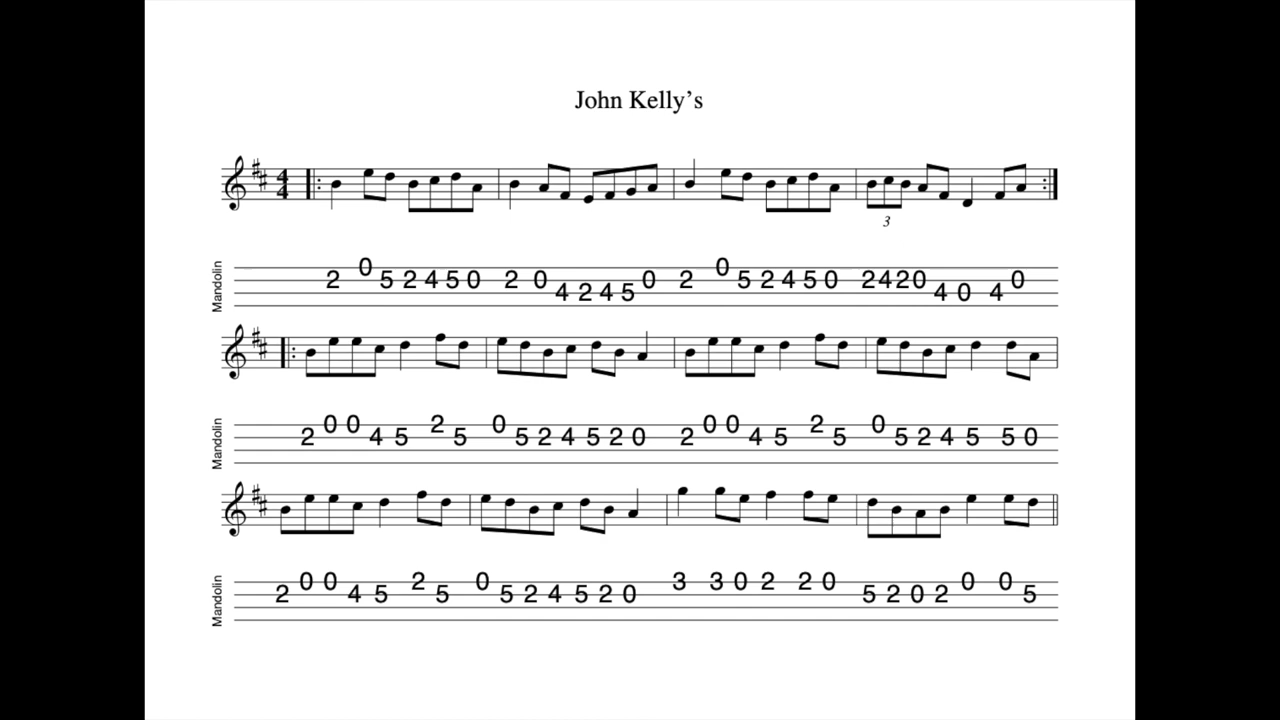 John Kelly's
4
4
3
Mandolin
2 0 5 2 4 5 0 2 0 4 2 4 5 0 2 0 5 2 4 5 0 2 4 2 0 4 0 4 0
Mandolin
2 0 0 4 5 2 5 0 5 2 4 5 2 0 2 0 0 4 5 2 5 0 5 2 4 5 5 0
Mandolin
2 0 0 4 5 2 5 0 5 2 4 5 2 0 3 3 0 2 2 0 5 2 0 2 0 0 5